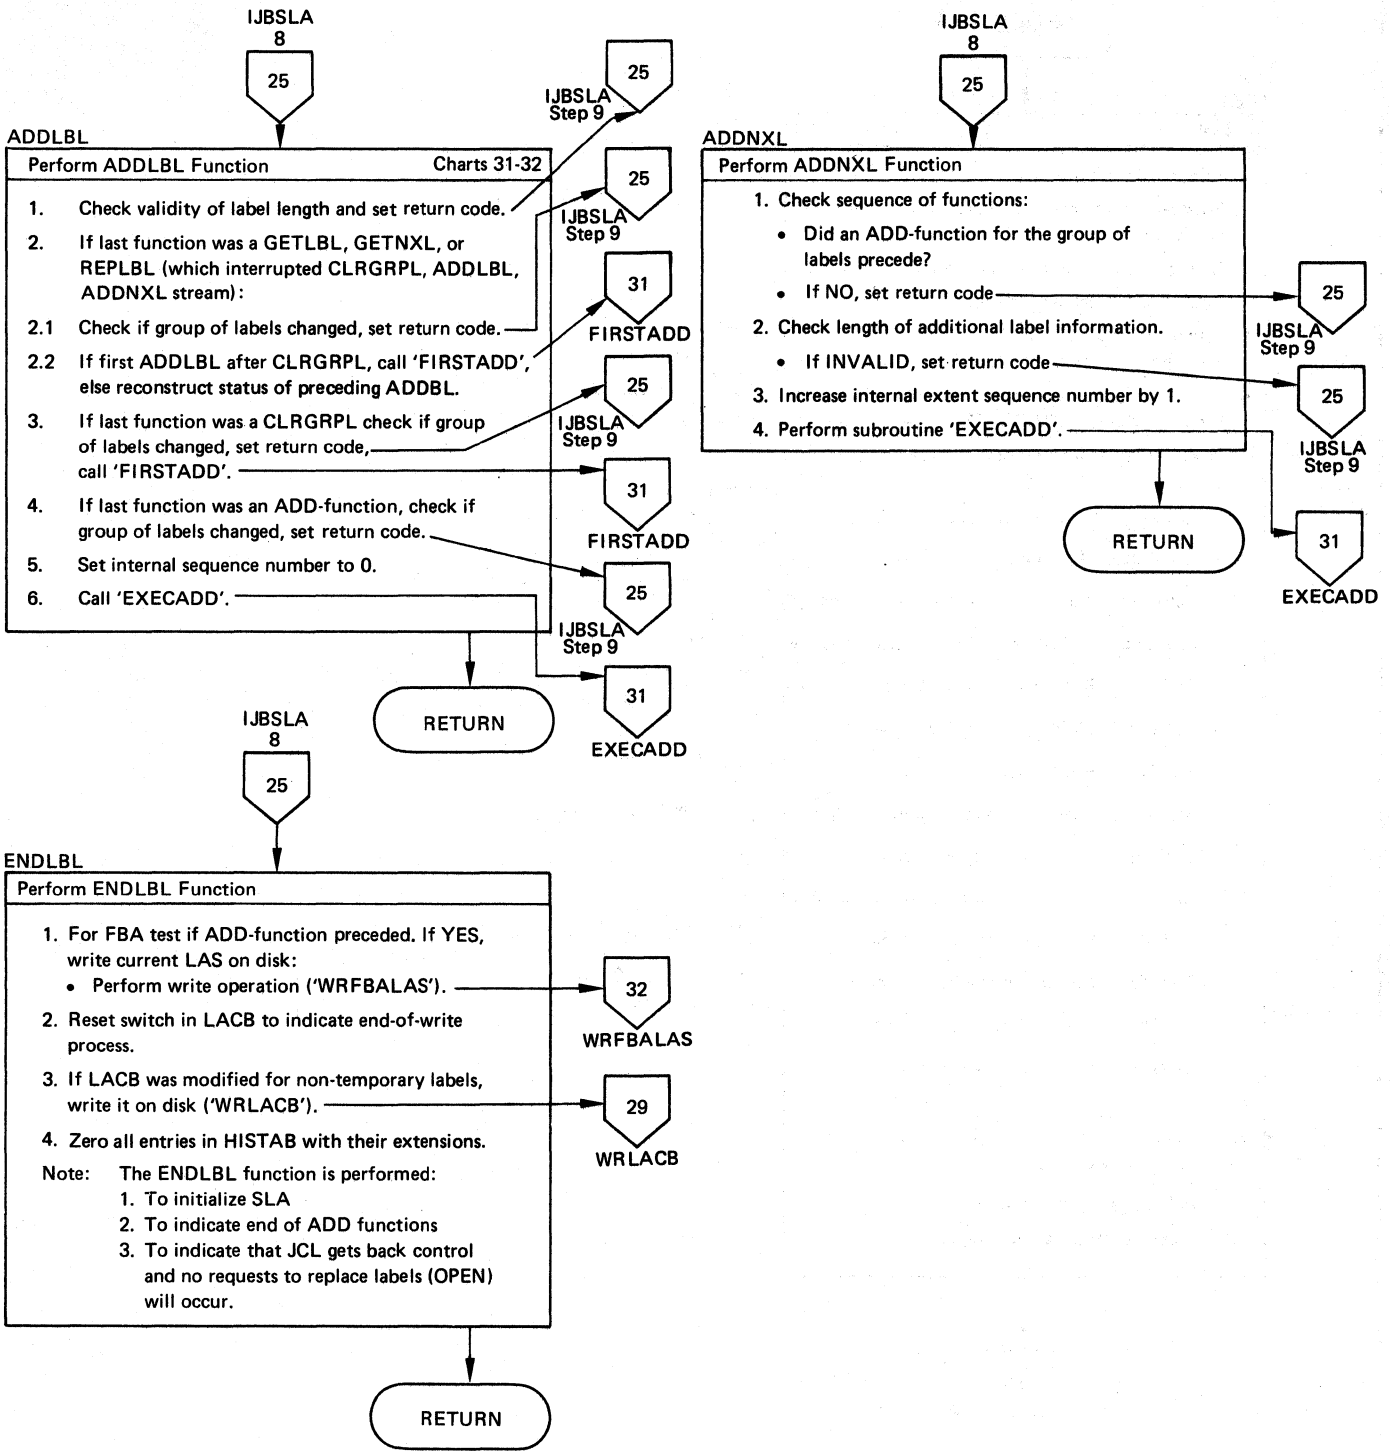 IJBSLA
8
25
ADDLBL
Perform ADDLBL Function Charts 31-32
1. Check validity of label length and set return code.
2. If last function was a GETLBL, GETNXL, or
REPLBL (which interrupted CLRGRPL, ADDLBL,
ADDNXL stream):
2.1 Check if group of labels changed, set return code.
2.2 If first ADDLBL after CLRGRPL, call 'FIRSTADD',
else reconstruct status of preceding ADDBL.
3. If last function was a CLRGRPL check if group
of labels changed, set return code,
call 'FIRSTADD'.
4. If last function was an ADD-function, check if
group of labels changed, set return code.
5. Set internal sequence number to 0.
6. Call 'EXECADD'.
25
IJBSLA
Step 9
25
IJBSLA
Step 9
31
FIRSTADD
25
IJBSLA
Step 9
31
FIRSTADD
25
IJBSLA
Step 9
31
EXECADD
RETURN
IJBSLA
8
25
ADDNXL
Perform ADDNXL Function
1. Check sequence of functions:
• Did an ADD-function for the group of
labels precede?
• If NO, set return code
2. Check length of additional label information.
• If INVALID, set return code
3. Increase internal extent sequence number by 1.
4. Perform subroutine 'EXECADD'.
25
IJBSLA
Step 9
25
IJBSLA
Step 9
31
EXECADD
RETURN
IJBSLA
8
25
ENDLBL
Perform ENDLBL Function
1. For FBA test if ADD-function preceded. If YES,
write current LAS on disk:
• Perform write operation ('WRFBALAS').
2. Reset switch in LACB to indicate end-of-write
process.
3. If LACB was modified for non-temporary labels,
write it on disk ('WRLACB').
4. Zero all entries in HISTAB with their extensions.
Note: The ENDLBL function is performed:
1. To initialize SLA
2. To indicate end of ADD functions
3. To indicate that JCL gets back control
and no requests to replace labels (OPEN)
will occur.
32
WRFBALAS
29
WRLACB
RETURN